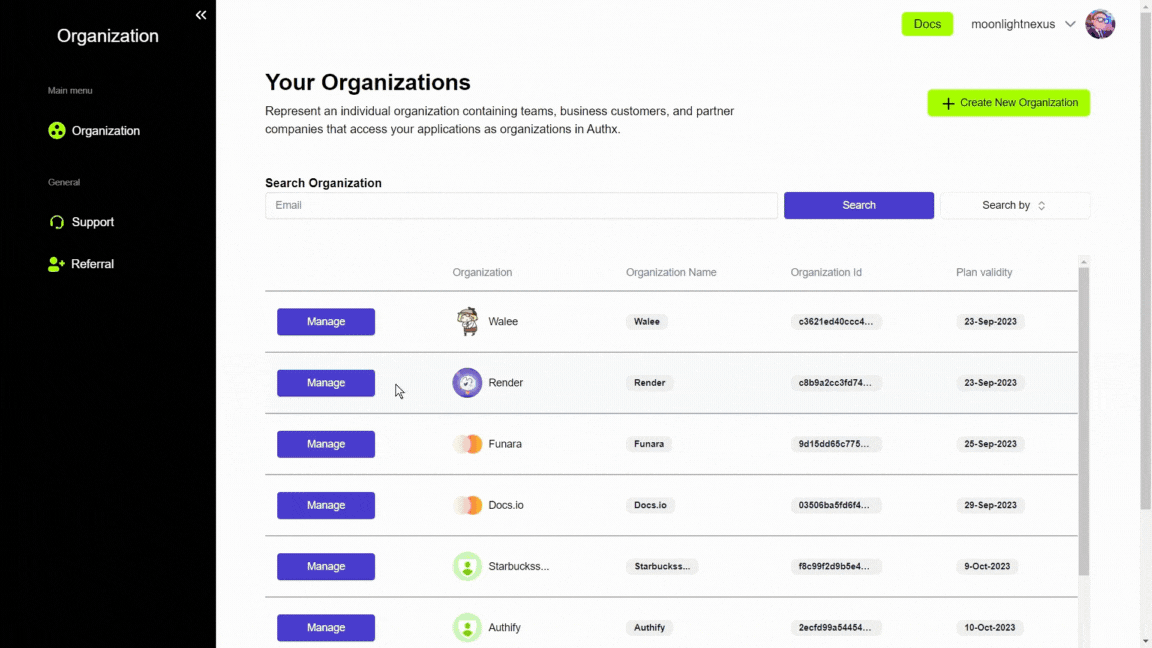 Organization
Main menu
Organization
General
Support
Referral
Docs
moonlightnexus
Your Organizations
Represent an individual organization containing teams, business customers, and partner
companies that access your applications as organizations in Authx.
Create New Organization
Search Organization
Email
Search
Search by
Organization Organization Name Organization Id Plan validity
Manage Walee Walee c3621ed40ccc4... 23-Sep-2023
Manage Render Render c8b9a2cc3fd74... 23-Sep-2023
Manage Funara Funara 9d15dd65c775... 25-Sep-2023
Manage Docs.io Docs.io 03506ba5fd6f4... 29-Sep-2023
Manage Starbuckss... Starbuckss... f8c99f2d9b5e4... 9-Oct-2023
Manage Authify Authify 2ecfd99a54454... 10-Oct-2023